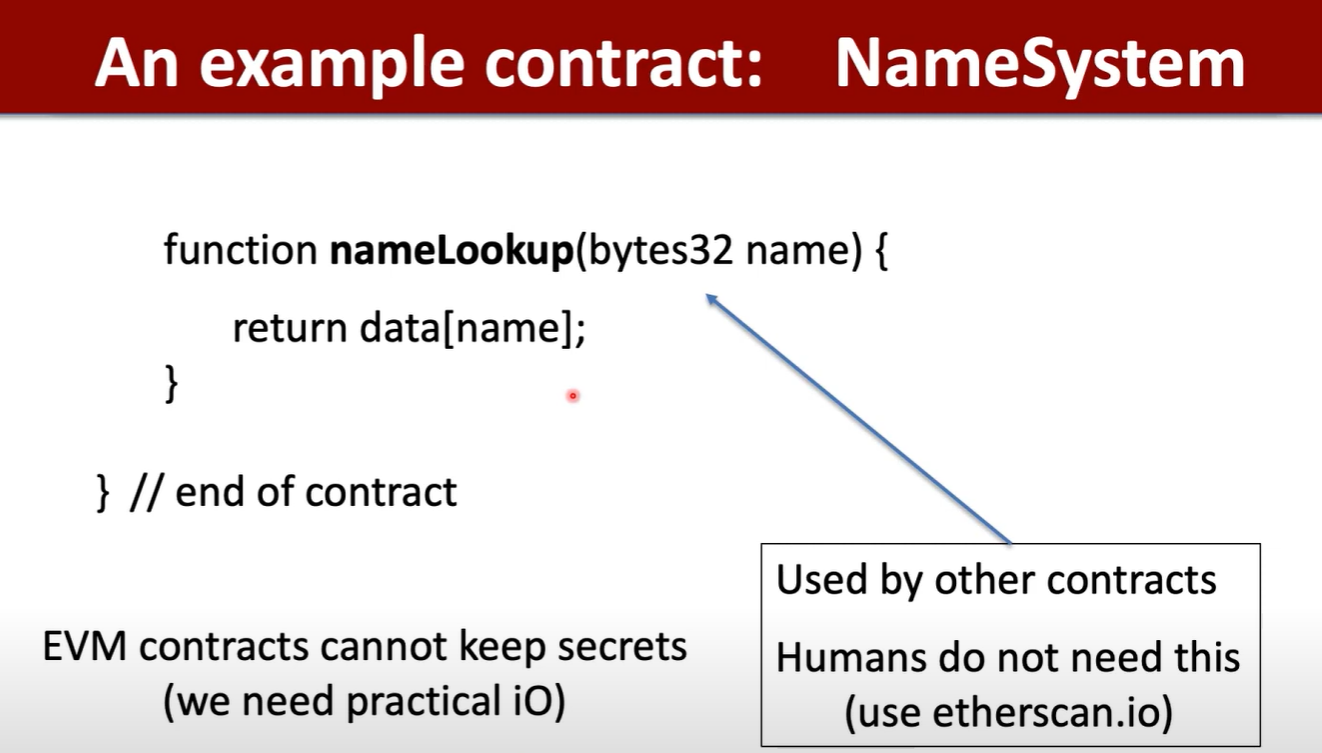 An example contract: NameSystem
function nameLookup(bytes32 name) {
return data[name];
}
} // end of contract
EVM contracts cannot keep secrets
(we need practical iO)
Used by other contracts
Humans do not need this
(use etherscan.io)